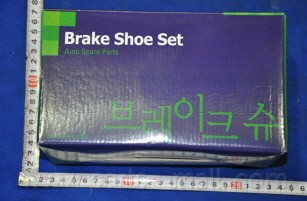 Brake Shoe Set
Auto Spare Parts
브레이크슈